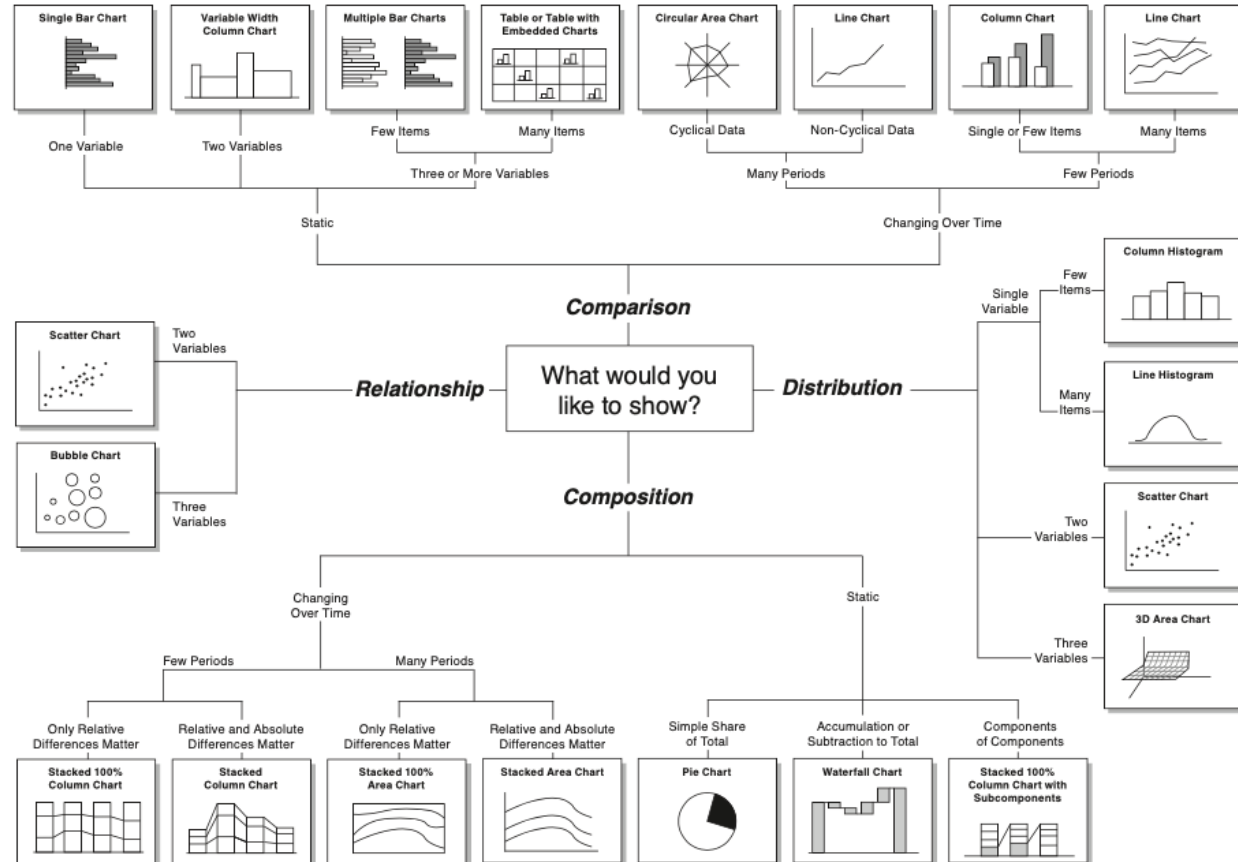 Single Bar Chart
Variable Width
Column Chart
Multiple Bar Charts
Table or Table with
Embedded Charts
Circular Area Chart
Line Chart
Column Chart
Line Chart
One Variable
Two Variables
Few Items
Many Items
Cyclical Data
Non-Cyclical Data
Single or Few Items
Many Items
Three or More Variables
Many Periods
Few Periods
Static
Changing Over Time
Comparison
Relationship
What would you
like to show?
Distribution
Composition
Two
Variables
Scatter Chart
Three
Variables
Bubble Chart
Single
Variable
Few
Items
Column Histogram
Many
Items
Line Histogram
Two
Variables
Scatter Chart
Three
Variables
3D Area Chart
Changing
Over Time
Static
Few Periods
Many Periods
Only Relative
Differences Matter
Relative and Absolute
Differences Matter
Only Relative
Differences Matter
Relative and Absolute
Differences Matter
Simple Share
of Total
Accumulation or
Subtraction to Total
Components
of Components
Stacked 100%
Column Chart
Stacked
Column Chart
Stacked 100%
Area Chart
Stacked Area Chart
Pie Chart
Waterfall Chart
Stacked 100%
Column Chart with
Subcomponents